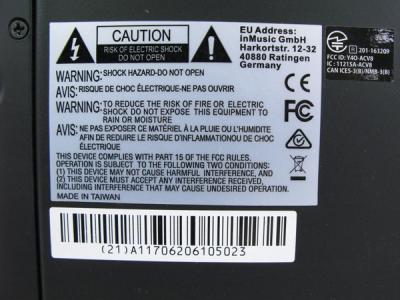 CAUTION
RISK OF ELECTRIC SHOCK
DO NOT OPEN
EU Address:
inMusic GmbH
Harkortstr. 12-32
40880 Ratingen
Germany
R 201-163209
FCC ID: Y4O-ACV8
IC : 11215A-ACV8
CAN ICES-3(B)/NMB-3(B)
WARNING: SHOCK HAZARD-DO NOT OPEN
AVIS: RISQUE DE CHOC ÉLECTRIQUE-NE PAS OUVRIR
WARNING: TO REDUCE THE RISK OF FIRE OR ELECTRIC
SHOCK DO NOT EXPOSE THIS EQUIPMENT TO
RAIN OR MOISTURE
AVIS: NE PAS EXPOSER CE MATÉRIEL À LA PLUIE OU L'HUMIDITE
AFIN DE RÉDUIRE LE RISQUE D'INFLAMMATIONOU DE CHOC
ÉLECTRIQUE
CE
FC
THIS DEVICE COMPLIES WITH PART 15 OF THE FCC RULES.
OPERATION IS SUBJECT TO THE FOLLOWING TWO CONDITIONS:
(1) THIS DEVICE MAY NOT CAUSE HARMFUL INTERFERENCE, AND
(2) THIS DEVICE MUST ACCEPT ANY INTERFERENCE RECEIVED,
INCLUDING INTERFERENCE THAT MAY CAUSE UNDESIRED OPERATION.
MADE IN TAIWAN
(21)A11706206105023